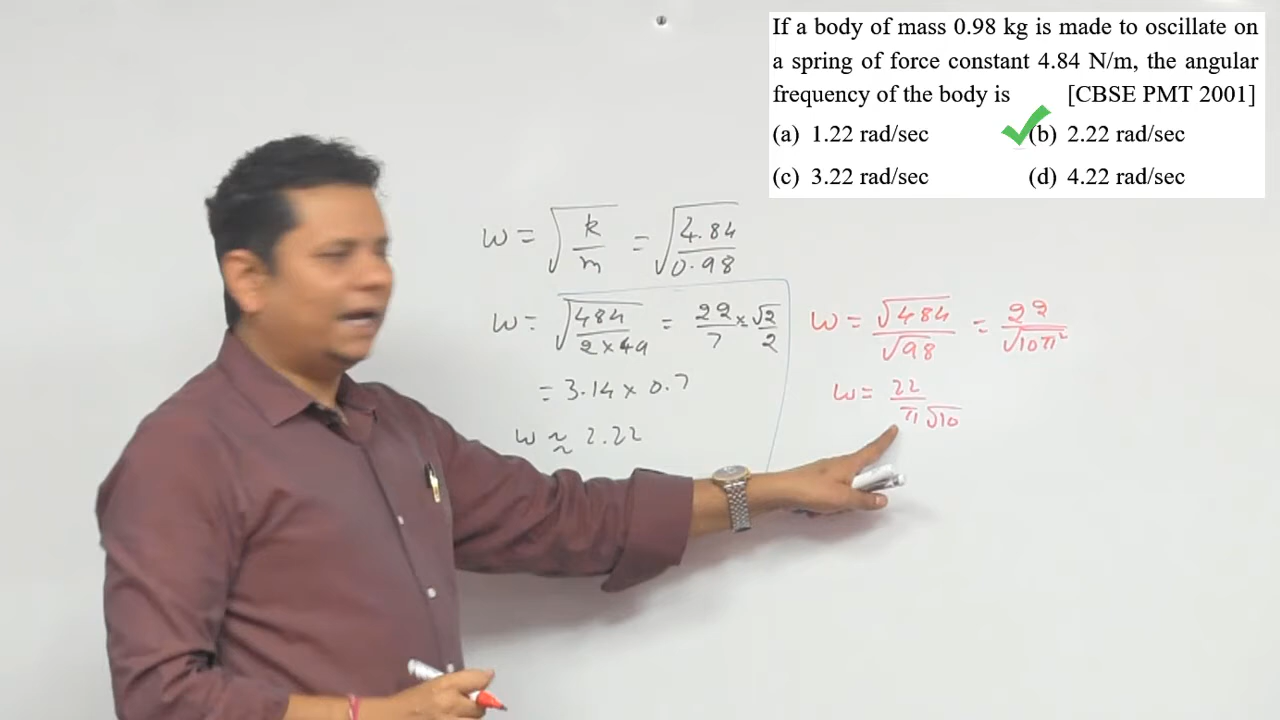 If a body of mass 0.98 kg is made to oscillate on
a spring of force constant 4.84 N/m, the angular
frequency of the body is [CBSE PMT 2001]
(a) 1.22 rad/sec (b) 2.22 rad/sec
(c) 3.22 rad/sec (d) 4.22 rad/sec
ω = √(k/m) = √(4.84/0.98)
ω = √(484/(2×49)) = 22/7 × √2/2
= 3.14 × 0.7
ω ≈ 2.22
ω = √484/√98 = 22/√(10π²)
ω = 22/(π√10)